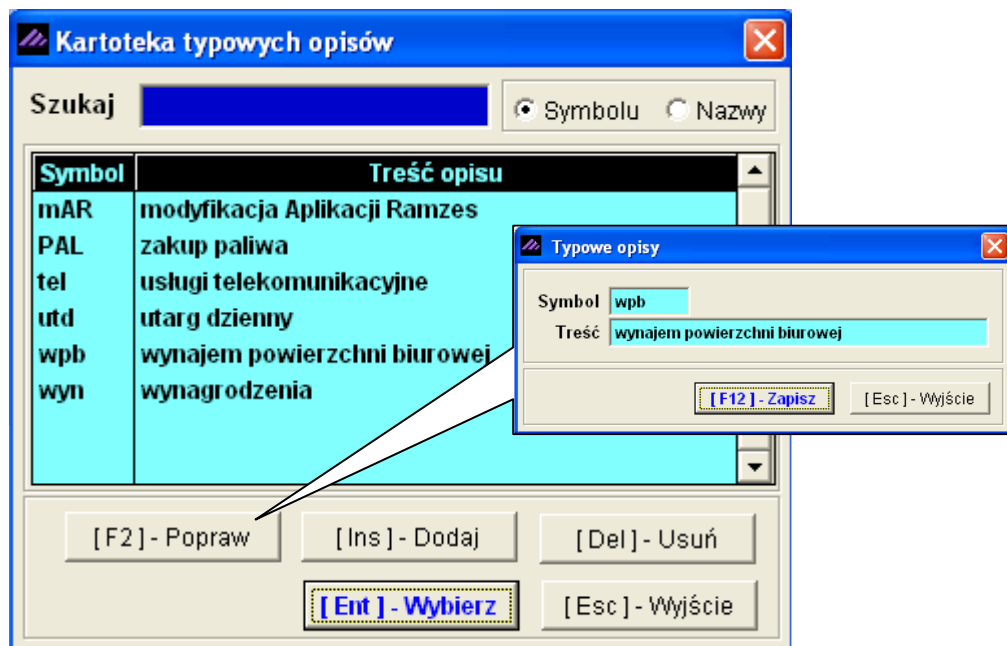 Kartoteka typowych opisów
Szukaj
Symbolu Nazwy
Symbol Treść opisu
mAR modyfikacja Aplikacji Ramzes
PAL zakup paliwa
tel usługi telekomunikacyjne
utd utarg dzienny
wpb wynajem powierzchni biurowej
wyn wynagrodzenia
[ F2 ] - Popraw [ Ins ] - Dodaj [ Del ] - Usuń
[ Ent ] - Wybierz [ Esc ] - Wyjście
Typowe opisy
Symbol wpb
Treść wynajem powierzchni biurowej
[ F12 ] - Zapisz [ Esc ] - Wyjście